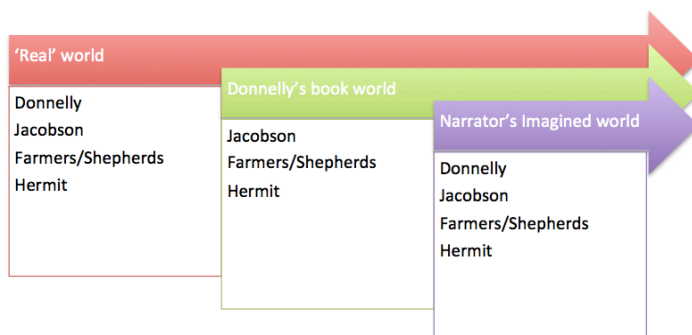 ‘Real’ world
Donnelly
Jacobson
Farmers/Shepherds
Hermit
Donnelly’s book world
Jacobson
Farmers/Shepherds
Hermit
Narrator’s Imagined world
Donnelly
Jacobson
Farmers/Shepherds
Hermit